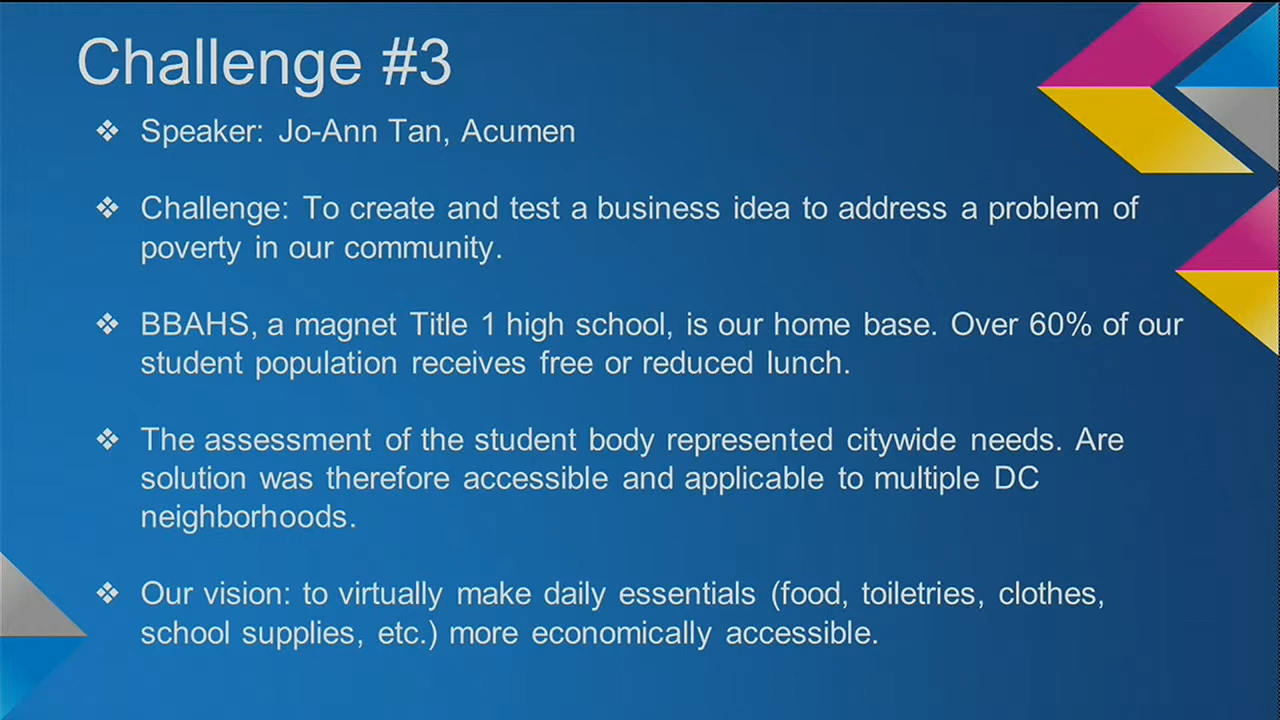 Challenge #3
❖ Speaker: Jo-Ann Tan, Acumen
❖ Challenge: To create and test a business idea to address a problem of
poverty in our community.
❖ BBAHS, a magnet Title 1 high school, is our home base. Over 60% of our
student population receives free or reduced lunch.
❖ The assessment of the student body represented citywide needs. Are
solution was therefore accessible and applicable to multiple DC
neighborhoods.
❖ Our vision: to virtually make daily essentials (food, toiletries, clothes,
school supplies, etc.) more economically accessible.